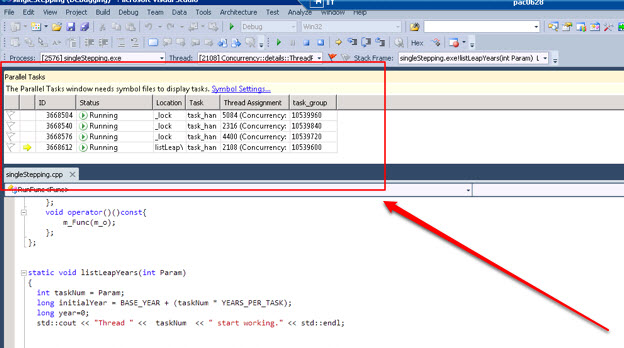 singleStepping (Debugging) - Microsoft Visual Studio
pac0628
File Edit View Project Build Debug Team Data Tools Architecture Test Analyze Window Help
Debug Win32
Hex
Process: [2576] singleStepping.exe Thread: [2108] Concurrency::details::ThreadP Stack Frame: singleStepping.exe!listLeapYears(int Param) L
Parallel Tasks
The Parallel Tasks window needs symbol files to display tasks. Symbol Settings...
ID Status Location Task Thread Assignment task_group
3668504 Running _lock task_han 5084 (Concurrency: 10539960
3668540 Running _lock task_han 2316 (Concurrency: 10539840
3668576 Running _lock task_han 4400 (Concurrency: 10539720
3668612 Running listLeap\ task_han 2108 (Concurrency: 10539600
singleStepping.cpp
RunFunc<Func>
};
void operator()()const{
m_Func(m_o);
};
};
static void listLeapYears(int Param)
{
int taskNum = Param;
long initialYear = BASE_YEAR + (taskNum * YEARS_PER_TASK);
long year=0;
std::cout << "Thread " << taskNum << " start working." << std::endl;